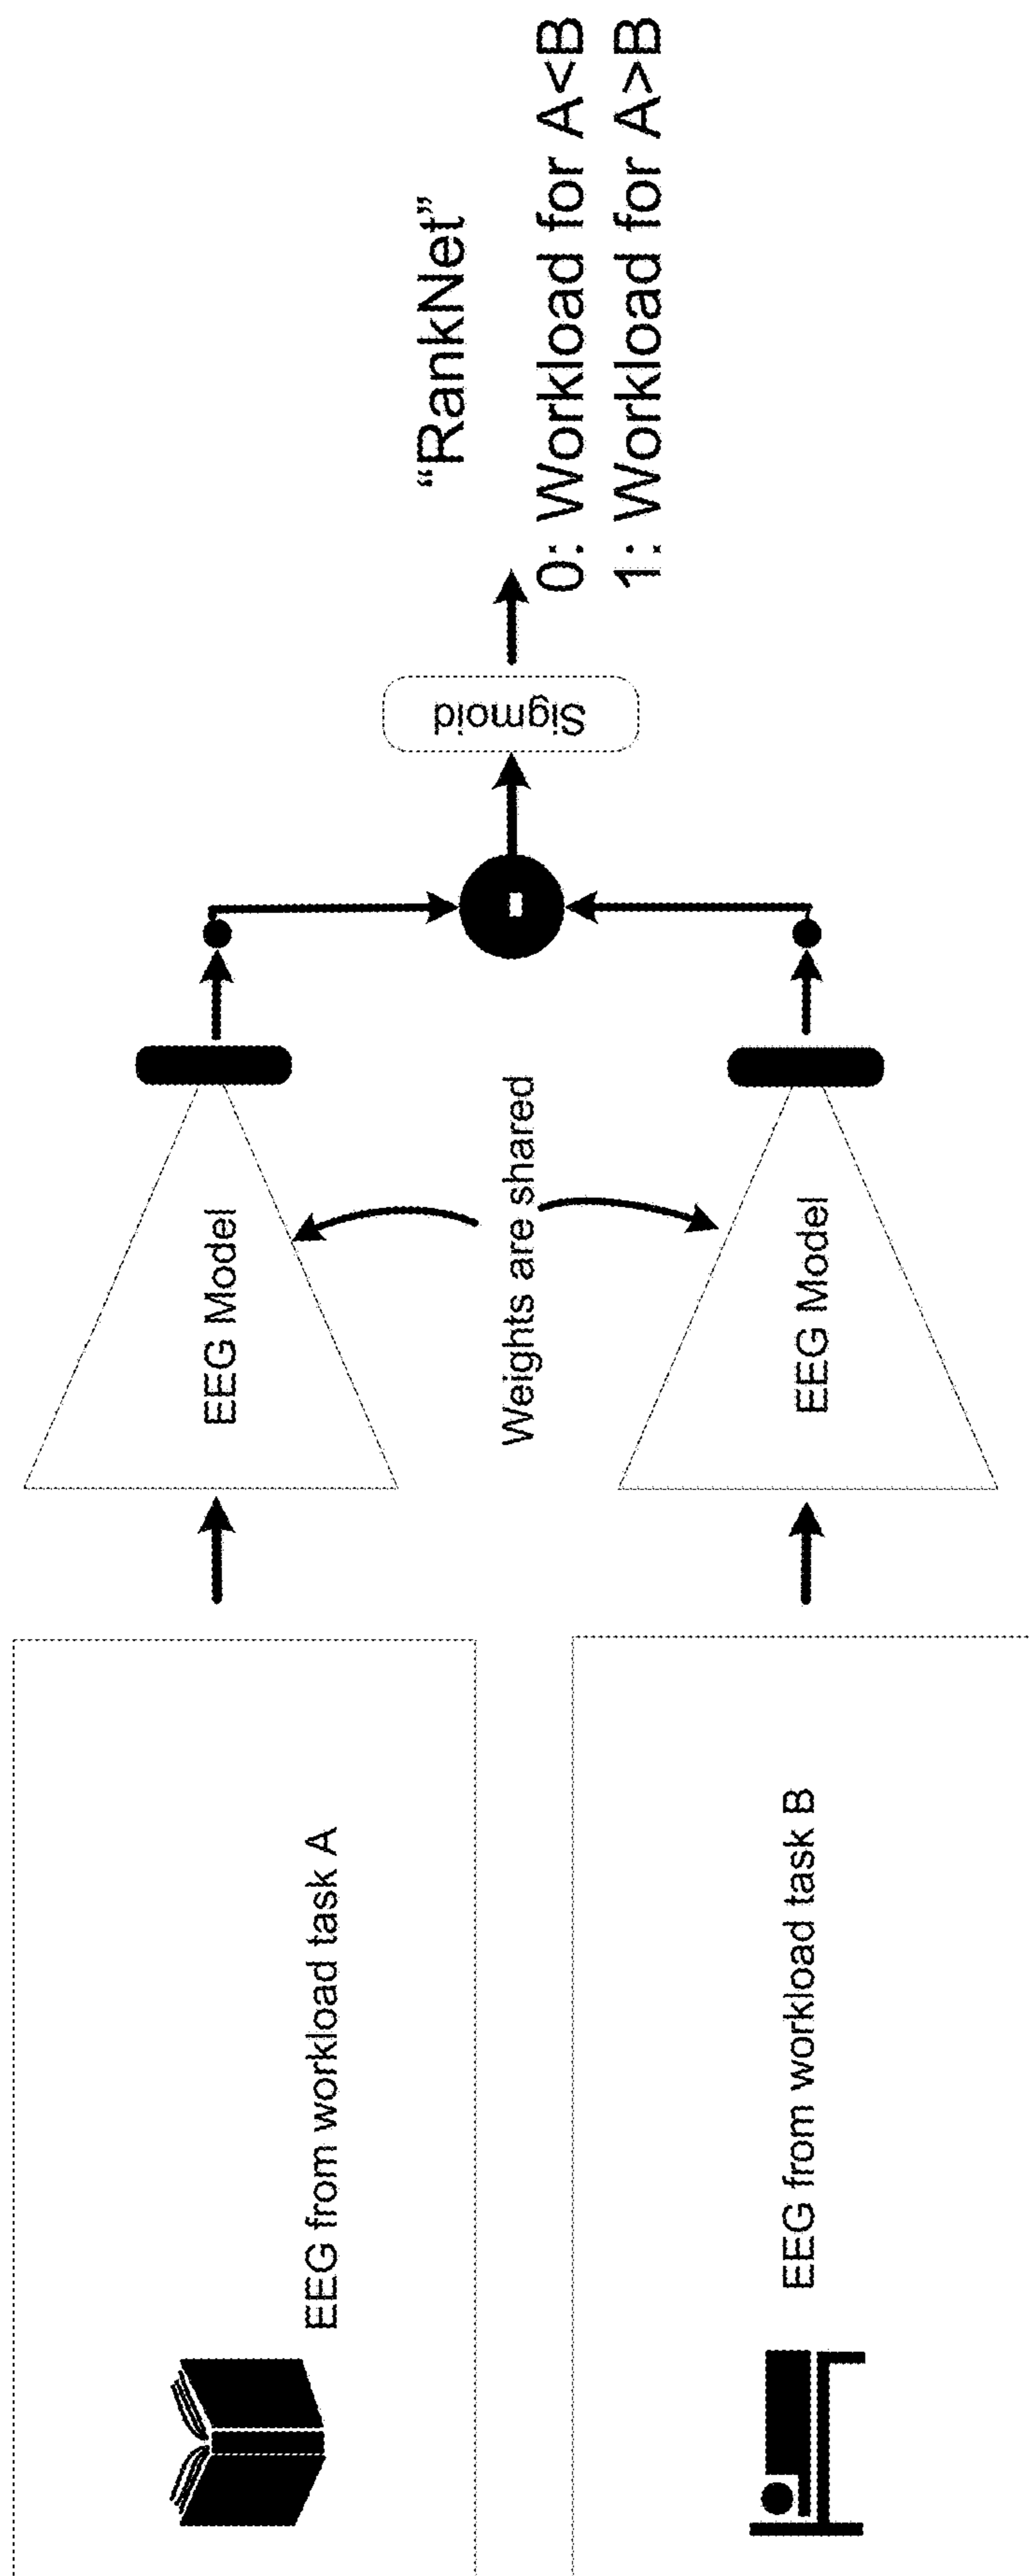 EEG from workload task A
EEG Model
EEG from workload task B
EEG Model
Weights are shared
Sigmoid
“RankNet”
0: Workload for A<B
1: Workload for A>B